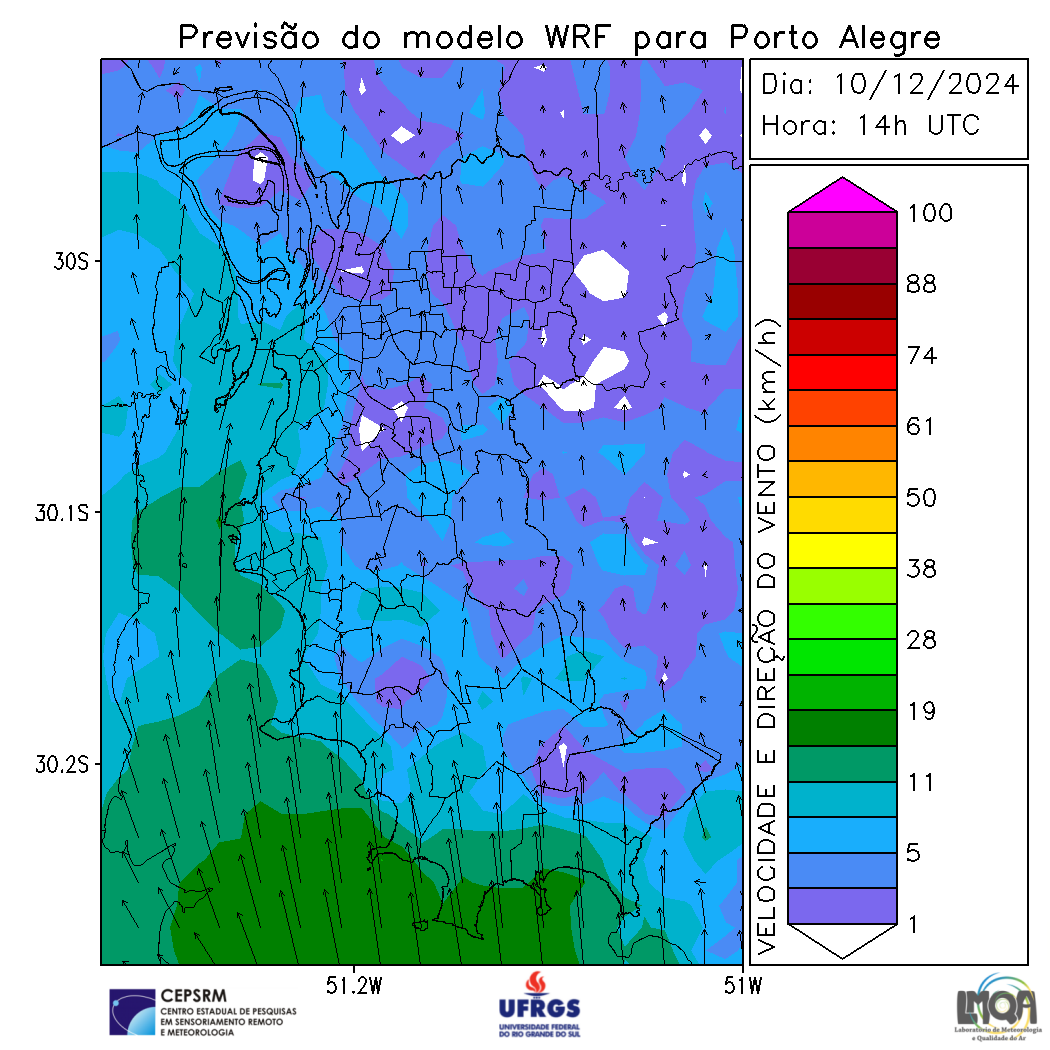 Previsão do modelo WRF para Porto Alegre
Dia: 10/12/2024
Hora: 14h UTC
30S
30.1S
30.2S
51.2W
51W
VELOCIDADE E DIREÇÃO DO VENTO (km/h)
100
88
74
61
50
38
28
19
11
5
1
CEPSRM
CENTRO ESTADUAL DE PESQUISAS
EM SENSORIAMENTO REMOTO
E METEOROLOGIA
UFRGS
UNIVERSIDADE FEDERAL
DO RIO GRANDE DO SUL
LMQA
Laboratório de Meteorologia
e Qualidade do Ar